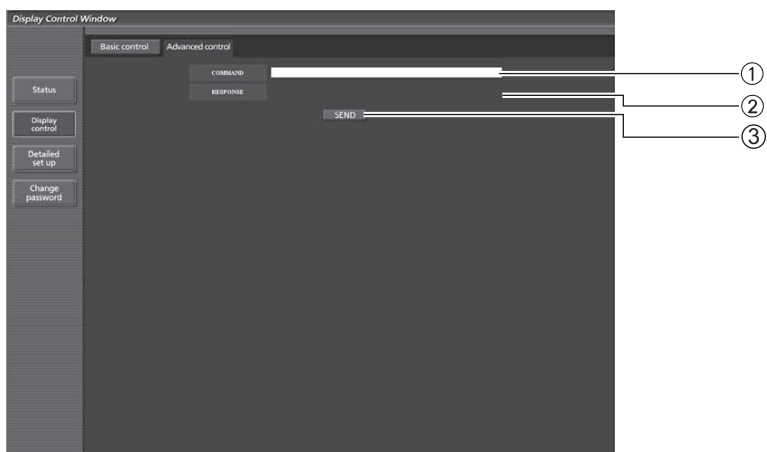 Display Control Window
Basic control
Advanced control
COMMAND
RESPONSE
SEND
Status
Display
control
Detailed
set up
Change
password
①
②
③